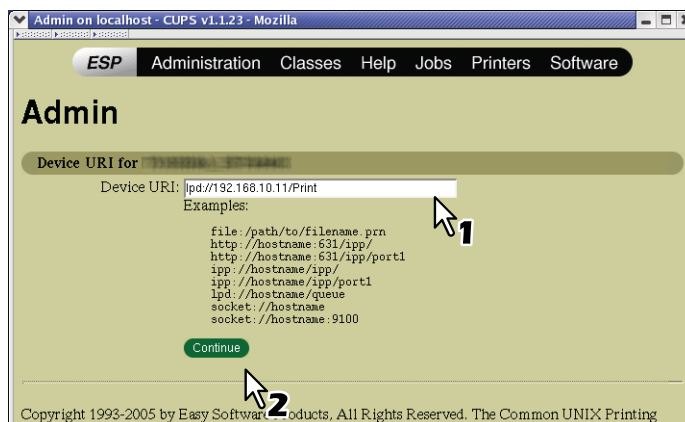 Admin on localhost - CUPS v1.1.23 - Mozilla
ESP Administration Classes Help Jobs Printers Software
Admin
Device URI for
Device URI: lpd://192.168.10.11/Print
Examples:
file:/path/to/filename.prn
http://hostname:631/ipp/
http://hostname:631/ipp/port1
ipp://hostname/ipp/
ipp://hostname/ipp/port1
lpd://hostname/queue
socket://hostname
socket://hostname:9100
1
Continue
2
Copyright 1993-2005 by Easy Software Products, All Rights Reserved. The Common UNIX Printing